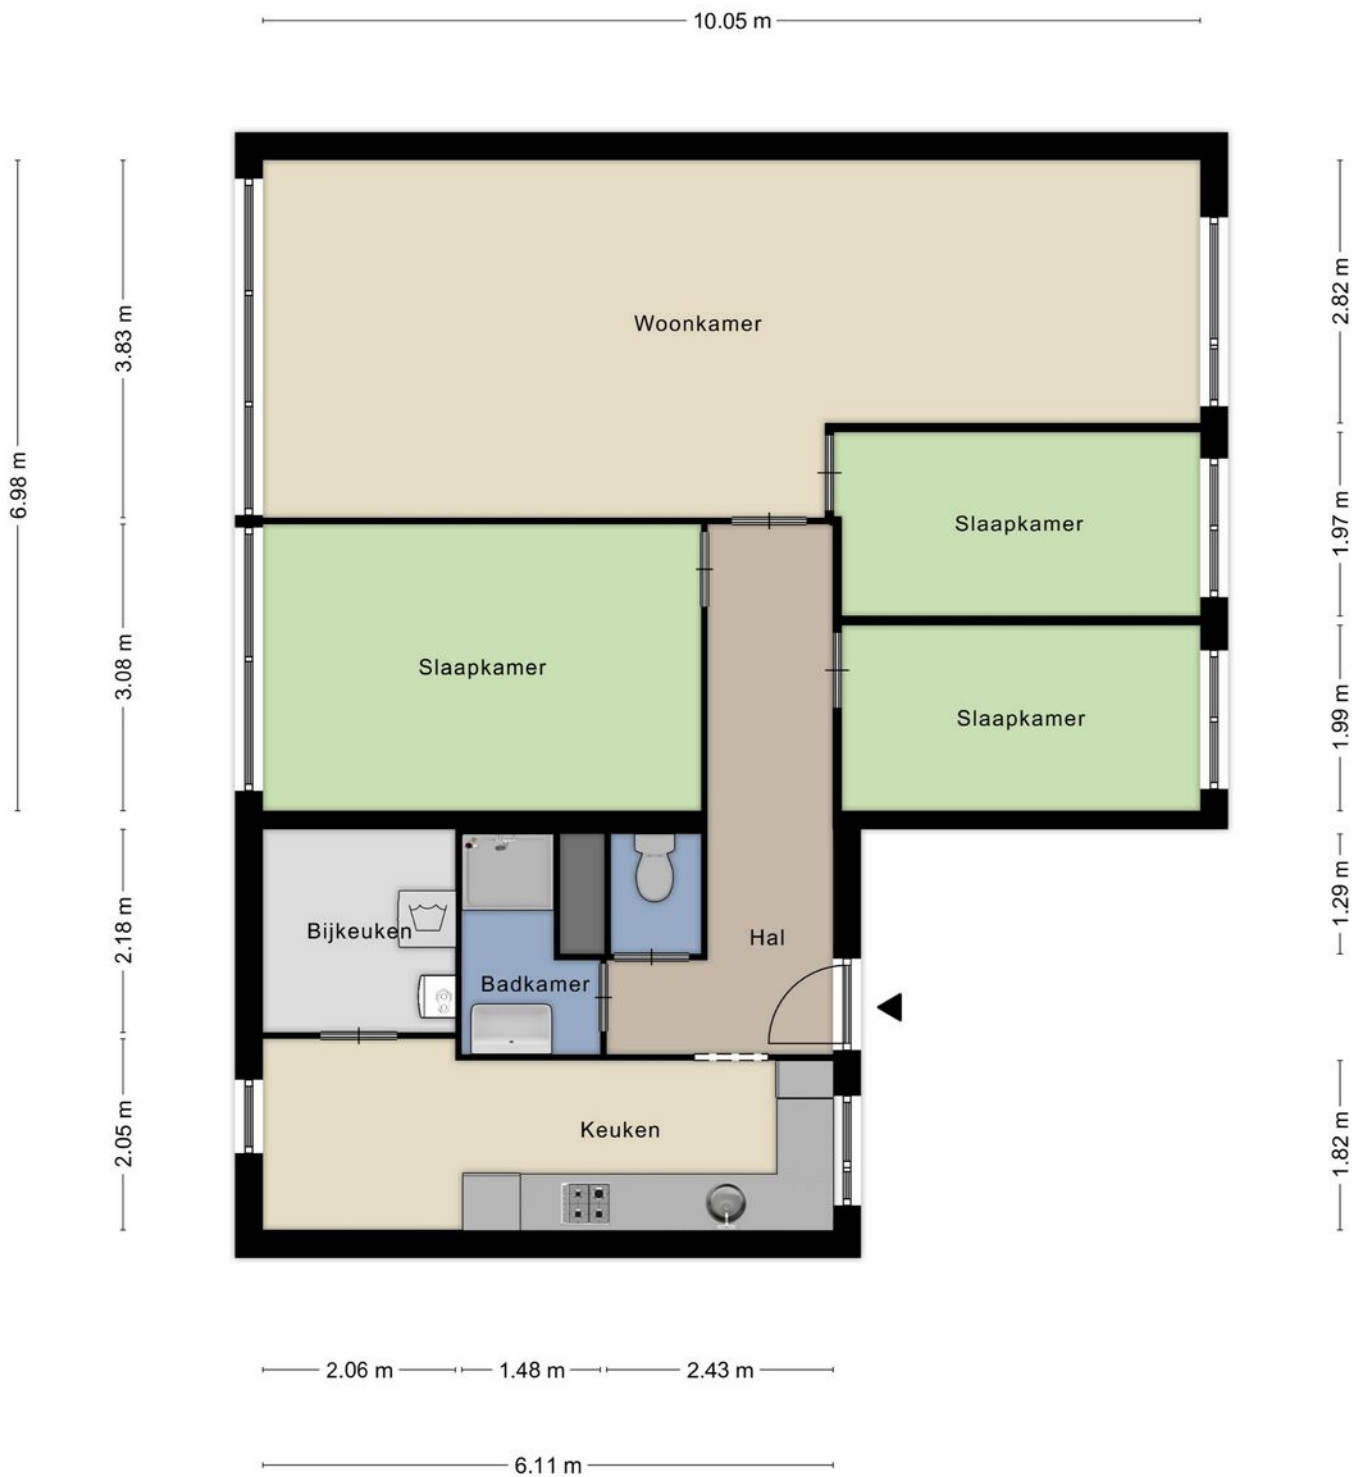 10.05 m
6.98 m
3.83 m
3.08 m
2.18 m
2.05 m
Woonkamer
Slaapkamer
Slaapkamer
Slaapkamer
Bijkeuken
Badkamer
Hal
Keuken
2.82 m
1.97 m
1.99 m
1.29 m
1.82 m
2.06 m
1.48 m
2.43 m
6.11 m